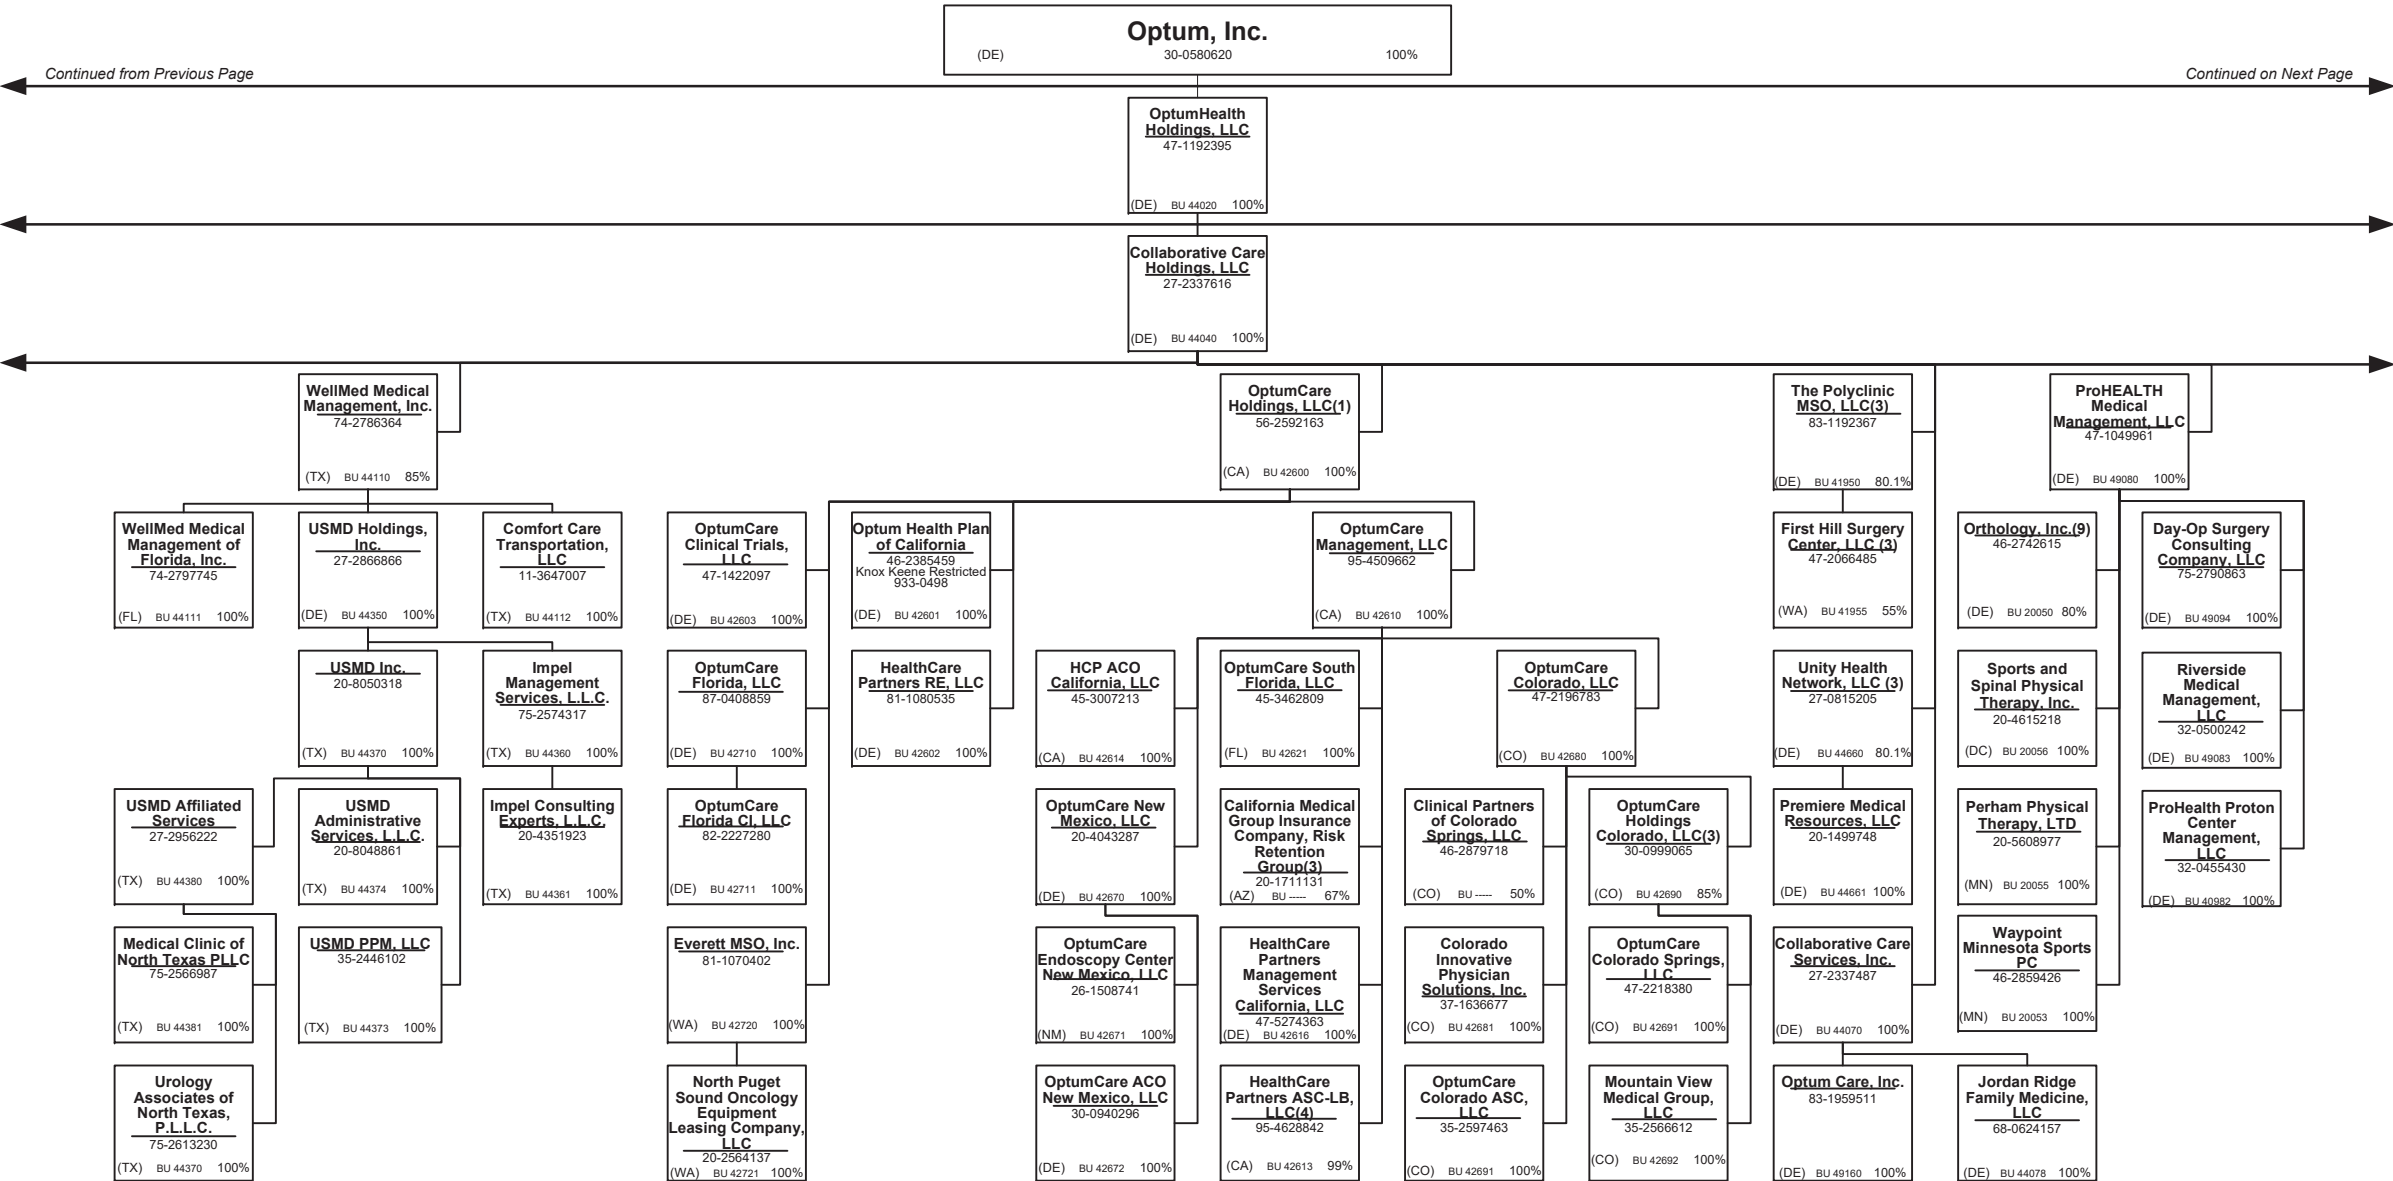 Optum, Inc.
(DE) 30-0580620 100%
Continued from Previous Page
Continued on Next Page
OptumHealth
Holdings, LLC
47-1192395
(DE) BU 44020 100%
Collaborative Care
Holdings, LLC
27-2337616
(DE) BU 44040 100%
WellMed Medical
Management, Inc.
74-2786364
(TX) BU 44110 85%
OptumCare
Holdings, LLC(1)
56-2592163
(CA) BU 42600 100%
The Polyclinic
MSO, LLC(3)
83-1192367
(DE) BU 41950 80.1%
ProHEALTH
Medical
Management, LLC
47-1049961
(DE) BU 49080 100%
WellMed Medical
Management of
Florida, Inc.
74-2797745
(FL) BU 44111 100%
USMD Holdings,
Inc.
27-2866866
(DE) BU 44350 100%
Comfort Care
Transportation,
LLC
11-3647007
(TX) BU 44112 100%
OptumCare
Clinical Trials,
LLC
47-1422097
(DE) BU 42603 100%
Optum Health Plan
of California
46-2385459
Knox Keene Restricted
933-0498
(DE) BU 42601 100%
OptumCare
Management, LLC
95-4509662
(CA) BU 42610 100%
First Hill Surgery
Center, LLC (3)
47-2066485
(WA) BU 41955 55%
Orthology, Inc.(9)
46-2742615
(DE) BU 20050 80%
Day-Op Surgery
Consulting
Company, LLC
75-2790863
(DE) BU 49094 100%
USMD Inc.
20-8050318
(TX) BU 44370 100%
Impel
Management
Services, L.L.C.
75-2574317
(TX) BU 44360 100%
OptumCare
Florida, LLC
87-0408859
(DE) BU 42710 100%
HealthCare
Partners RE, LLC
81-1080535
(DE) BU 42602 100%
HCP ACO
California, LLC
45-3007213
(CA) BU 42614 100%
OptumCare South
Florida, LLC
45-3462809
(FL) BU 42621 100%
OptumCare
Colorado, LLC
47-2196783
(CO) BU 42680 100%
Unity Health
Network, LLC (3)
27-0815205
(DE) BU 44660 80.1%
Sports and
Spinal Physical
Therapy, Inc.
20-4615218
(DC) BU 20056 100%
Riverside
Medical
Management,
LLC
32-0500242
(DE) BU 49083 100%
USMD Affiliated
Services
27-2956222
(TX) BU 44380 100%
USMD
Administrative
Services, L.L.C.
20-8048861
(TX) BU 44374 100%
Impel Consulting
Experts, L.L.C.
20-4351923
(TX) BU 44361 100%
OptumCare
Florida CI, LLC
82-2227280
(DE) BU 42711 100%
OptumCare New
Mexico, LLC
20-4043287
(DE) BU 42670 100%
California Medical
Group Insurance
Company, Risk
Retention
Group(3)
20-1711131
(AZ) BU ----- 67%
Clinical Partners
of Colorado
Springs, LLC
46-2879718
(CO) BU ----- 50%
OptumCare
Holdings
Colorado, LLC(3)
30-0999065
(CO) BU 42690 85%
Premiere Medical
Resources, LLC
20-1499748
(DE) BU 44661 100%
Perham Physical
Therapy, LTD
20-5608977
(MN) BU 20055 100%
ProHealth Proton
Center
Management,
LLC
32-0455430
(DE) BU 40982 100%
Medical Clinic of
North Texas PLLC
75-2566987
(TX) BU 44381 100%
USMD PPM, LLC
35-2446102
(TX) BU 44373 100%
Everett MSO, Inc.
81-1070402
(WA) BU 42720 100%
OptumCare
Endoscopy Center
New Mexico, LLC
26-1508741
(NM) BU 42671 100%
HealthCare
Partners
Management
Services
California, LLC
47-5274363
(DE) BU 42616 100%
Colorado
Innovative
Physician
Solutions, Inc.
37-1636677
(CO) BU 42681 100%
OptumCare
Colorado Springs,
LLC
47-2218380
(CO) BU 42691 100%
Collaborative Care
Services, Inc.
27-2337487
(DE) BU 44070 100%
Waypoint
Minnesota Sports
PC
46-2859426
(MN) BU 20053 100%
Urology
Associates of
North Texas,
P.L.L.C.
75-2613230
(TX) BU 44370 100%
North Puget
Sound Oncology
Equipment
Leasing Company,
LLC
20-2564137
(WA) BU 42721 100%
OptumCare ACO
New Mexico, LLC
30-0940296
(DE) BU 42672 100%
HealthCare
Partners ASC-LB,
LLC(4)
95-4628842
(CA) BU 42613 99%
OptumCare
Colorado ASC,
LLC
35-2597463
(CO) BU 42691 100%
Mountain View
Medical Group,
LLC
35-2566612
(CO) BU 42692 100%
Optum Care, Inc.
83-1959511
(DE) BU 49160 100%
Jordan Ridge
Family Medicine,
LLC
68-0624157
(DE) BU 44078 100%